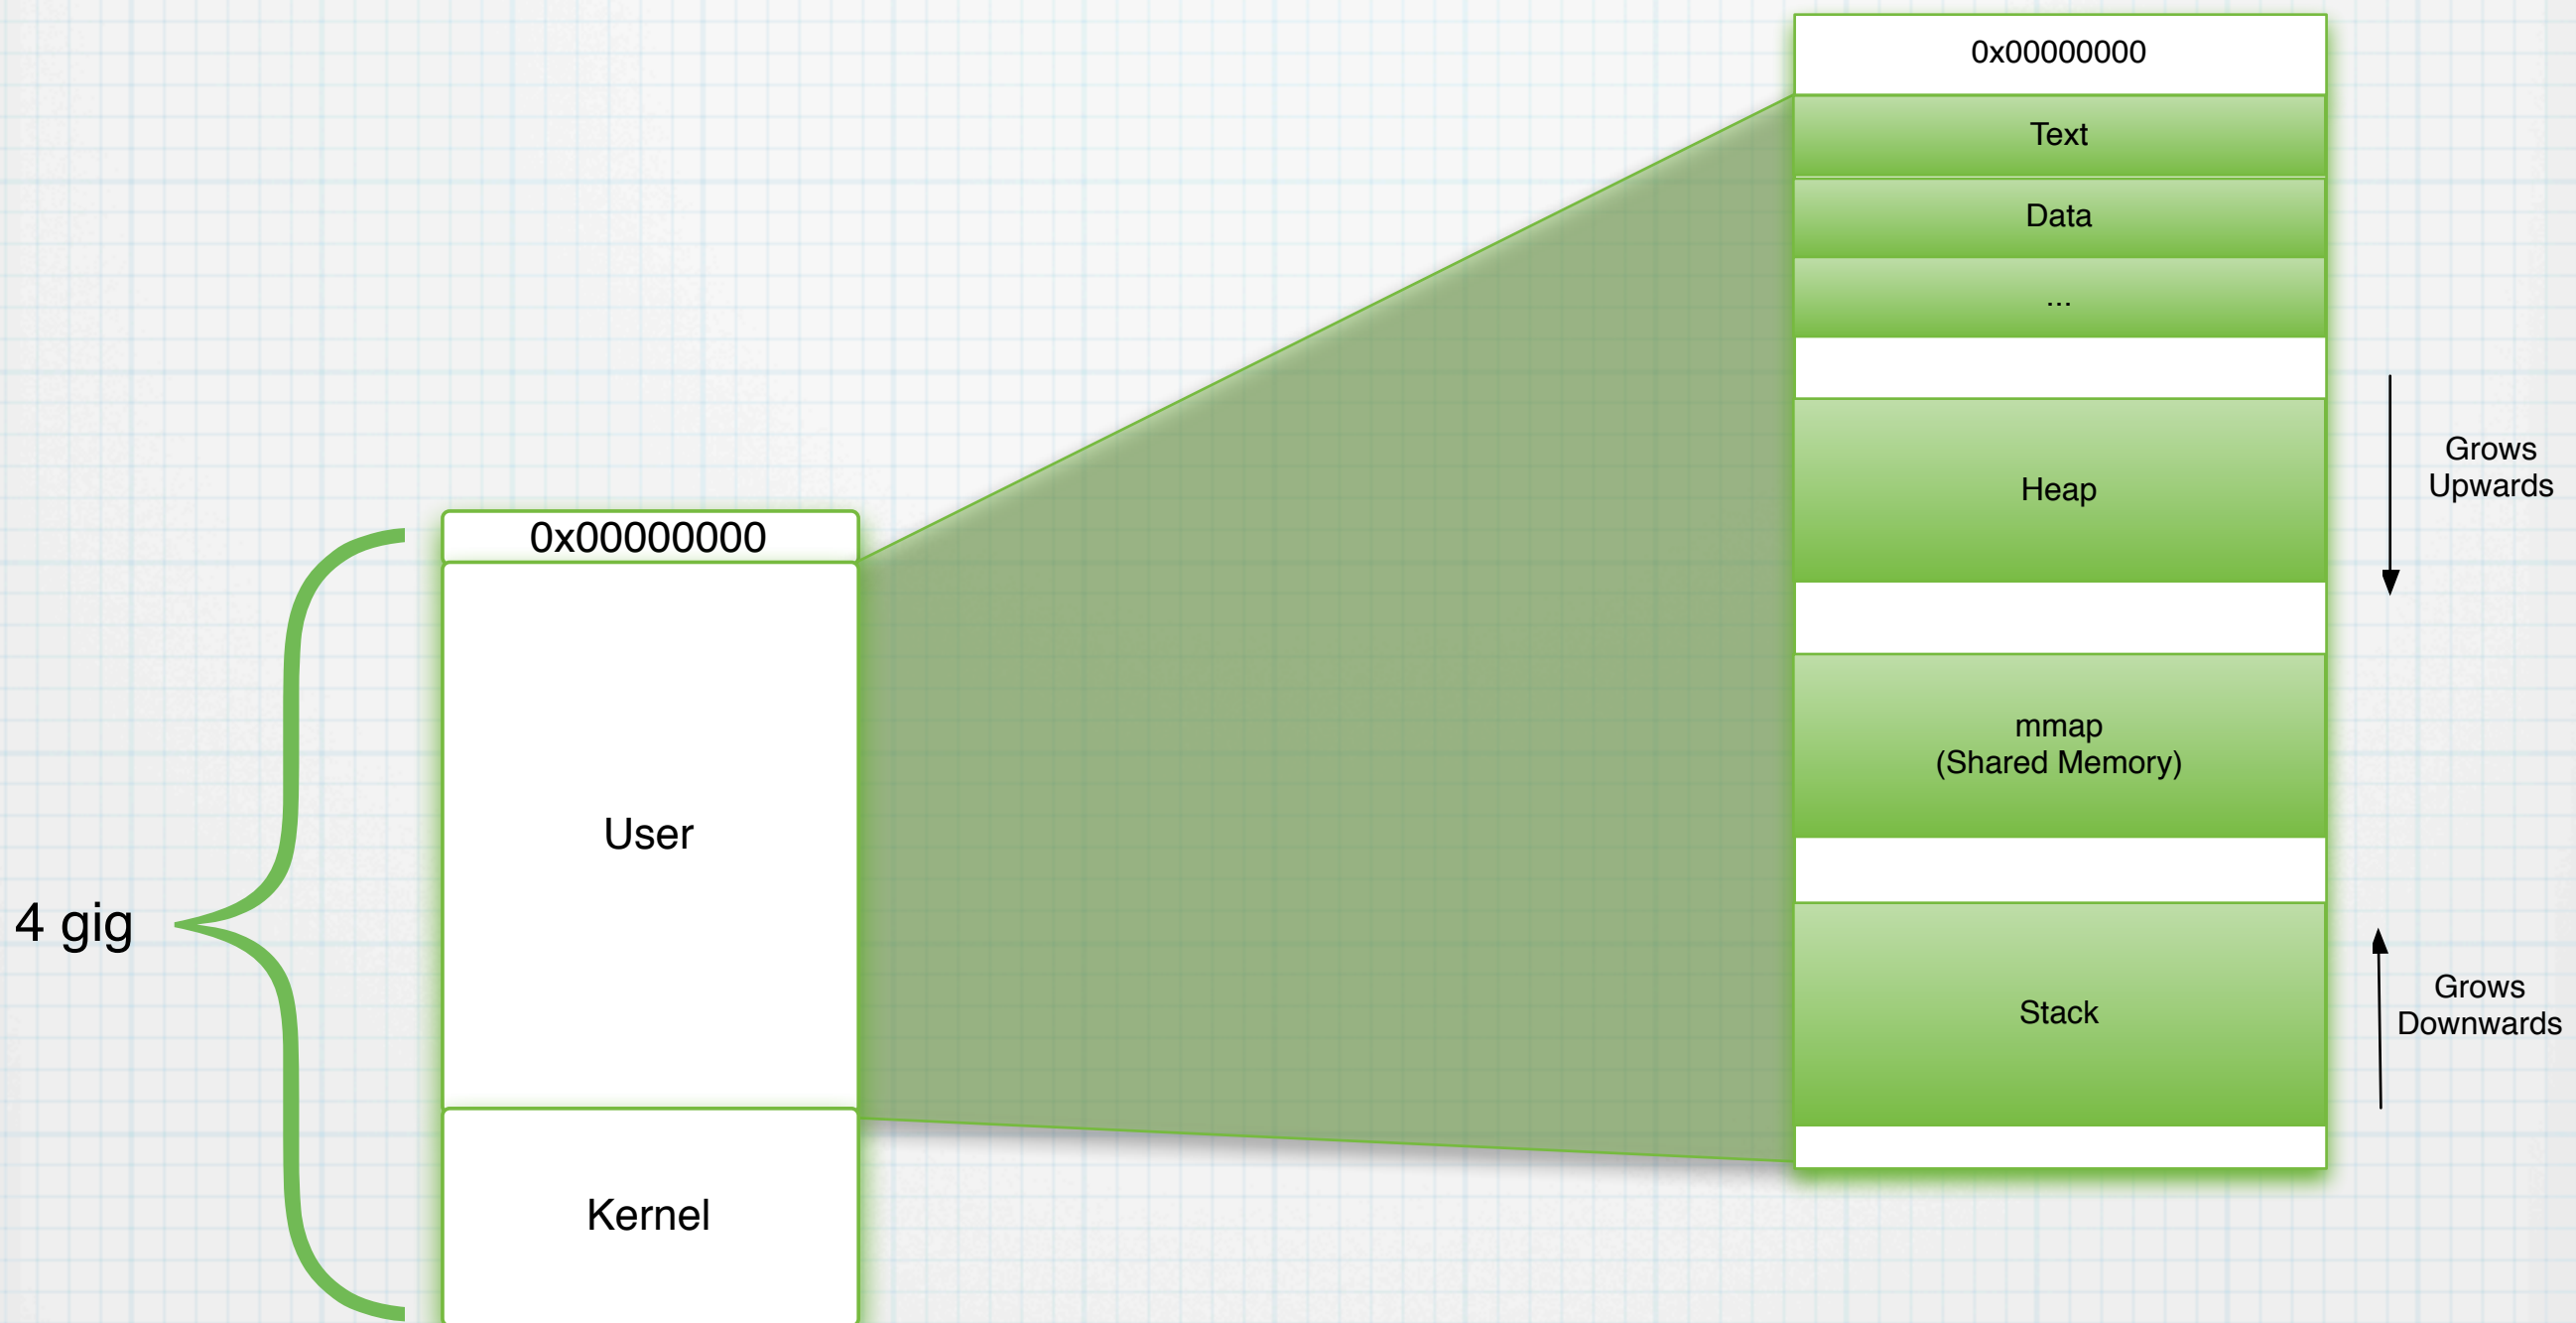 4 gig
0x00000000
User
Kernel
0x00000000
Text
Data
...
Heap
mmap
(Shared Memory)
Stack
Grows
Upwards
Grows
Downwards